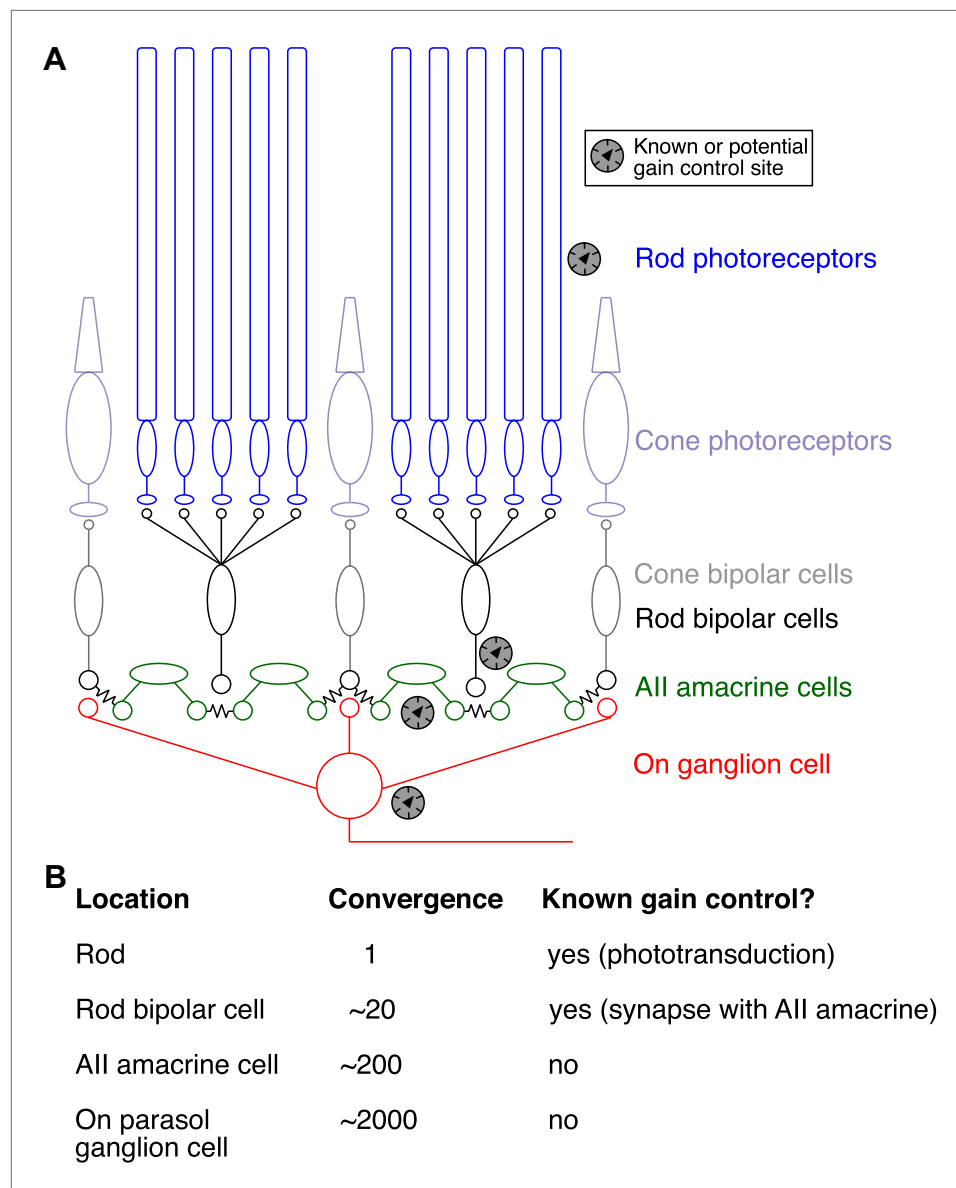 A
Known or potential
gain control site
Rod photoreceptors
Cone photoreceptors
Cone bipolar cells
Rod bipolar cells
AII amacrine cells
On ganglion cell
B
Location Convergence Known gain control?
Rod 1 yes (phototransduction)
Rod bipolar cell ~20 yes (synapse with AII amacrine)
AII amacrine cell ~200 no
On parasol ~2000 no
ganglion cell